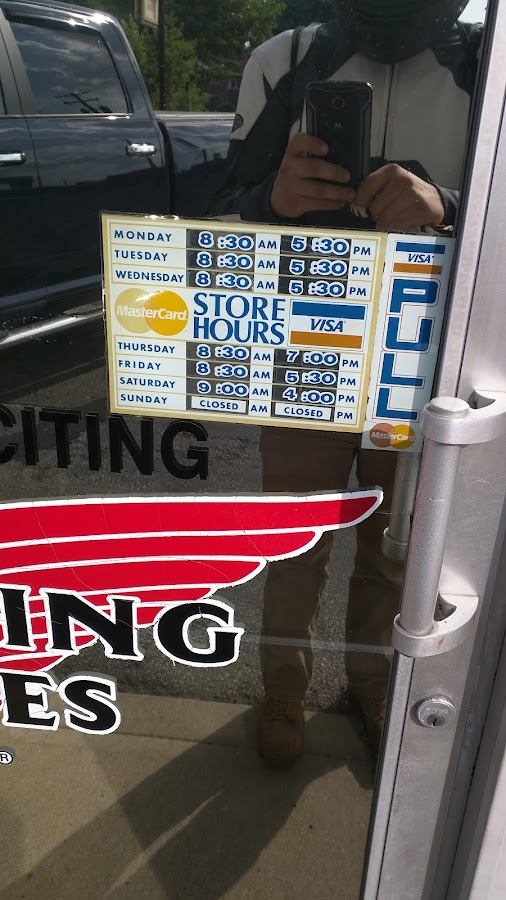 MONDAY 8:30 AM 5:30 PM
TUESDAY 8:30 AM 5:30 PM
WEDNESDAY 8:30 AM 5:30 PM
MasterCard STORE HOURS VISA
THURSDAY 8:30 AM 7:00 PM
FRIDAY 8:30 AM 5:30 PM
SATURDAY 9:00 AM 4:00 PM
SUNDAY CLOSED AM CLOSED PM
VISA
PULL
MasterCard
CITING
ING
ES
®